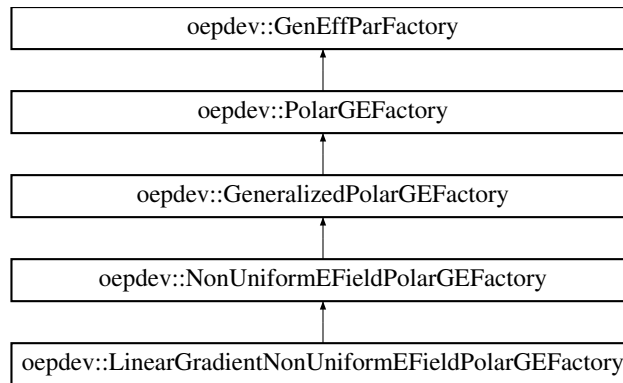 oepdev::GenEffParFactory
oepdev::PolarGEFactory
oepdev::GeneralizedPolarGEFactory
oepdev::NonUniformEFieldPolarGEFactory
oepdev::LinearGradientNonUniformEFieldPolarGEFactory